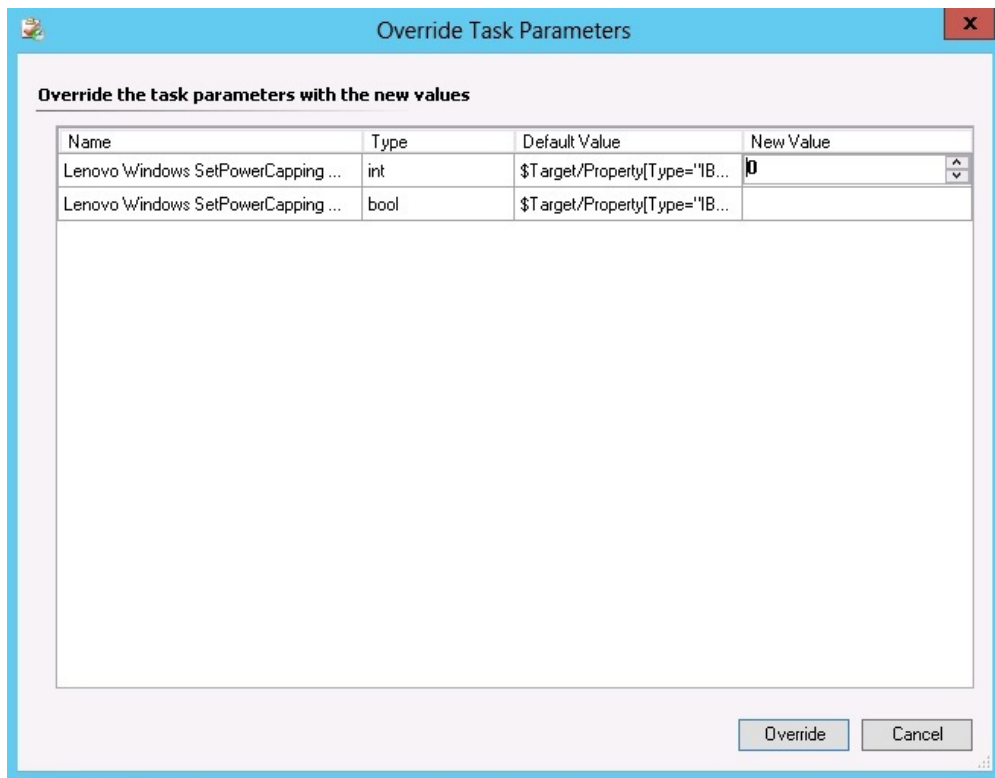 Override Task Parameters
x
Override the task parameters with the new values
Name Type Default Value New Value
Lenovo Windows SetPowerCapping ... int $Target/Property[Type="IB... 0
Lenovo Windows SetPowerCapping ... bool $Target/Property[Type="IB...
Override Cancel